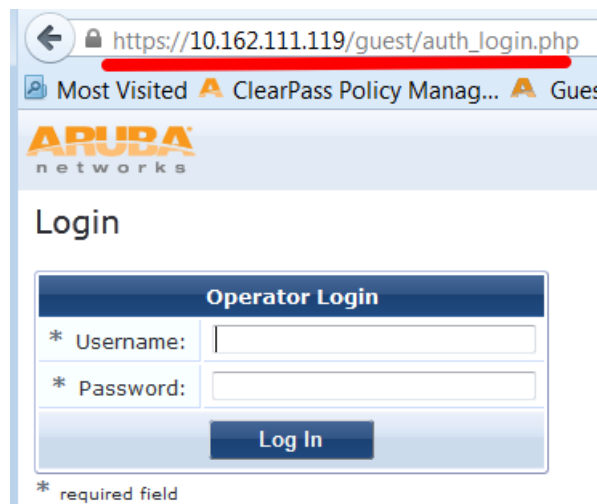 https://10.162.111.119/guest/auth_login.php
Most Visited ClearPass Policy Manag... Gues
ARUBA
networks
Login
Operator Login
* Username:
* Password:
Log In
* required field